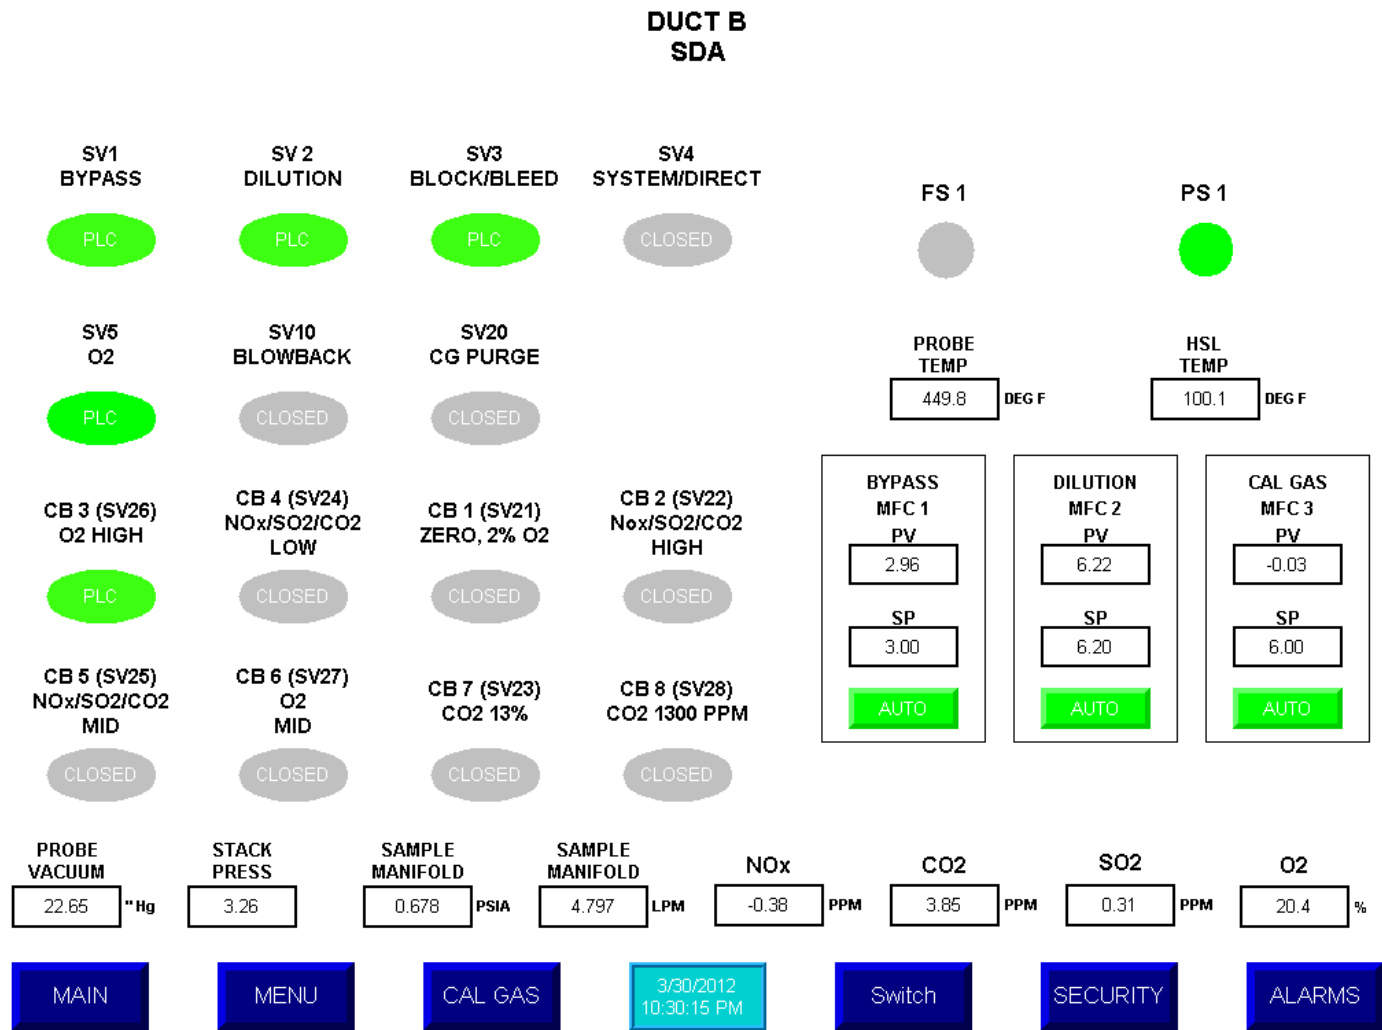 DUCT B
SDA
SV1
BYPASS
SV 2
DILUTION
SV3
BLOCK/BLEED
SV4
SYSTEM/DIRECT
FS 1
PS 1
PLC
PLC
PLC
CLOSED
SV5
O2
SV10
BLOWBACK
SV20
CG PURGE
PROBE
TEMP
449.8 DEG F
HSL
TEMP
100.1 DEG F
PLC
CLOSED
CLOSED
CB 3 (SV26)
O2 HIGH
CB 4 (SV24)
NOx/SO2/CO2
LOW
CB 1 (SV21)
ZERO, 2% O2
CB 2 (SV22)
Nox/SO2/CO2
HIGH
PLC
CLOSED
CLOSED
CLOSED
BYPASS
MFC 1
PV
2.96
SP
3.00
AUTO
DILUTION
MFC 2
PV
6.22
SP
6.20
AUTO
CAL GAS
MFC 3
PV
-0.03
SP
6.00
AUTO
CB 5 (SV25)
NOx/SO2/CO2
MID
CB 6 (SV27)
O2
MID
CB 7 (SV23)
CO2 13%
CB 8 (SV28)
CO2 1300 PPM
CLOSED
CLOSED
CLOSED
CLOSED
PROBE
VACUUM
22.65 "Hg
STACK
PRESS
3.26
SAMPLE
MANIFOLD
0.678 PSIA
SAMPLE
MANIFOLD
4.797 LPM
NOx
-0.38 PPM
CO2
3.85 PPM
SO2
0.31 PPM
O2
20.4 %
MAIN
MENU
CAL GAS
3/30/2012
10:30:15 PM
Switch
SECURITY
ALARMS